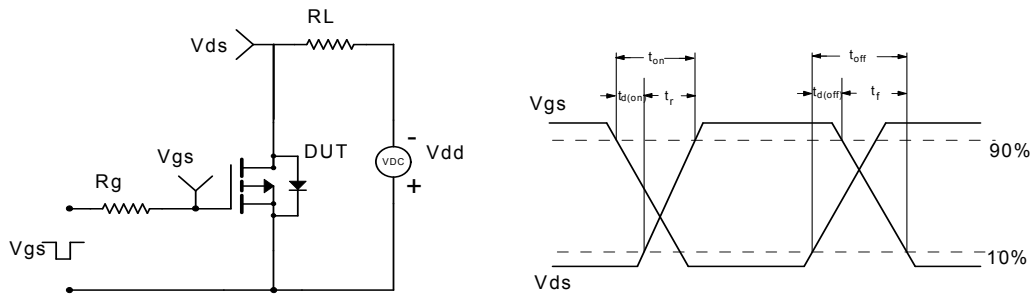 RL
Vds
Vgs
DUT
VDC
-
+
Vdd
Rg
Vgs
ton
toff
td(on)
tr
td(off)
tf
Vgs
90%
10%
Vds